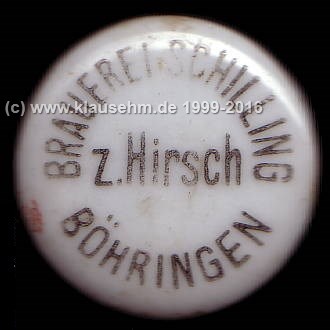 BRAUEREI SCHILLING
(c) www.klausehm.de 1999-2016
z.Hirsch
BÖHRINGEN